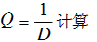 Q = 1/D 计算